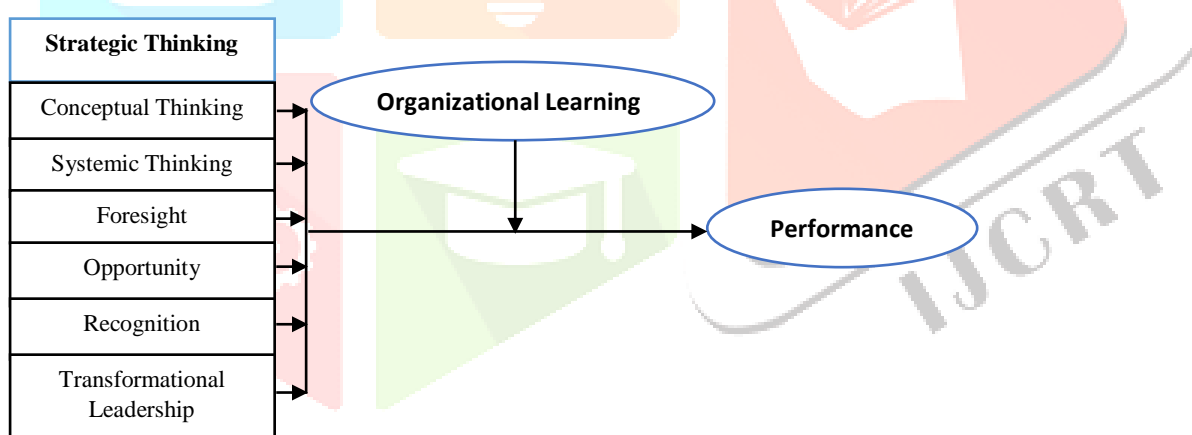 Strategic Thinking
Conceptual Thinking
Systemic Thinking
Foresight
Opportunity
Recognition
Transformational
Leadership
Organizational Learning
Performance
IJCRT